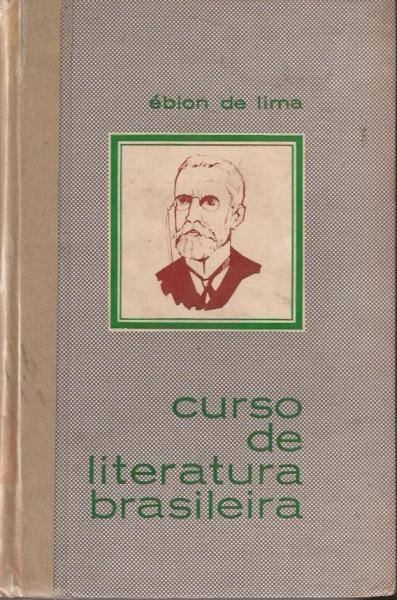 ébion de lima
curso
de
literatura
brasileira